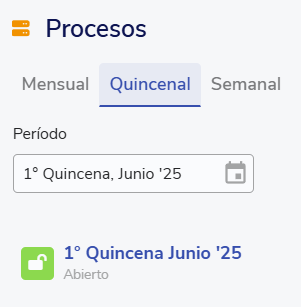 Procesos
Mensual Quincenal Semanal
Período
1° Quincena, Junio '25
1° Quincena Junio '25
Abierto